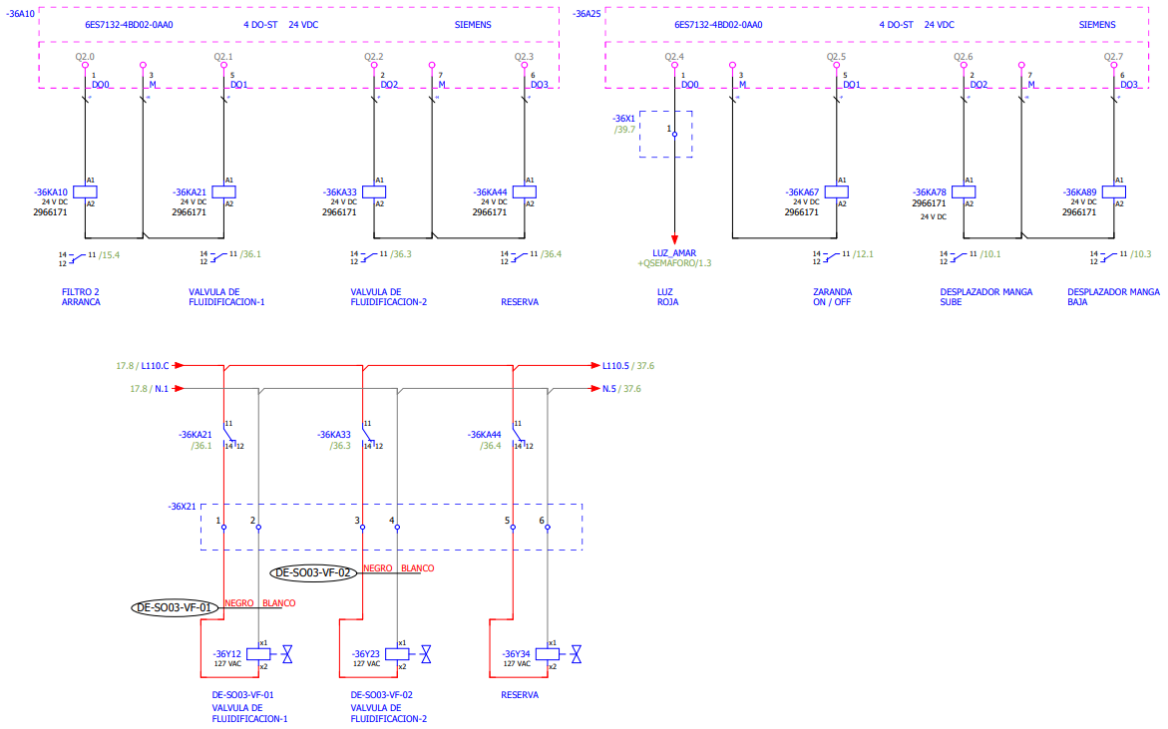 -36A10
6ES7132-4BD02-0AA0 4 DO-ST 24 VDC SIEMENS
Q2.0 Q2.1 Q2.2 Q2.3
1 3 5 2 7 6
DO0 M DO1 DO2 M DO3
-36KA10
24 V DC
2966171
A1
A2
-36KA21
24 V DC
2966171
A1
A2
-36KA33
24 V DC
2966171
A1
A2
-36KA44
24 V DC
2966171
A1
A2
14 11 /15.4
12
14 11 /36.1
12
14 11 /36.3
12
14 11 /36.4
12
FILTRO 2
ARRANCA
VALVULA DE
FLUIDIFICACION-1
VALVULA DE
FLUIDIFICACION-2
RESERVA
-36A25
6ES7132-4BD02-0AA0 4 DO-ST 24 VDC SIEMENS
Q2.4 Q2.5 Q2.6 Q2.7
1 3 5 2 7 6
DO0 M DO1 DO2 M DO3
-36X1
/39.7
1
-36KA67
24 V DC
2966171
A1
A2
-36KA78
2966171
24 V DC
A1
A2
-36KA89
24 V DC
2966171
A1
A2
LUZ_AMAR
+QSEMAFORO/1.3
14 11 /12.1
12
14 11 /10.1
12
14 11 /10.3
12
LUZ
ROJA
ZARANDA
ON / OFF
DESPLAZADOR MANGA
SUBE
DESPLAZADOR MANGA
BAJA
17.8 / L110.C
L110.5 / 37.6
17.8 / N.1
N.5 / 37.6
-36KA21
/36.1
11
14 12
-36KA33
/36.3
11
14 12
-36KA44
/36.4
11
14 12
-36X21
1 2 3 4 5 6
DE-SO03-VF-02 NEGRO BLANCO
DE-SO03-VF-01 NEGRO BLANCO
-36Y12
127 VAC
x1
x2
-36Y23
127 VAC
x1
x2
-36Y34
127 VAC
x1
x2
DE-SO03-VF-01
VALVULA DE
FLUIDIFICACION-1
DE-SO03-VF-02
VALVULA DE
FLUIDIFICACION-2
RESERVA